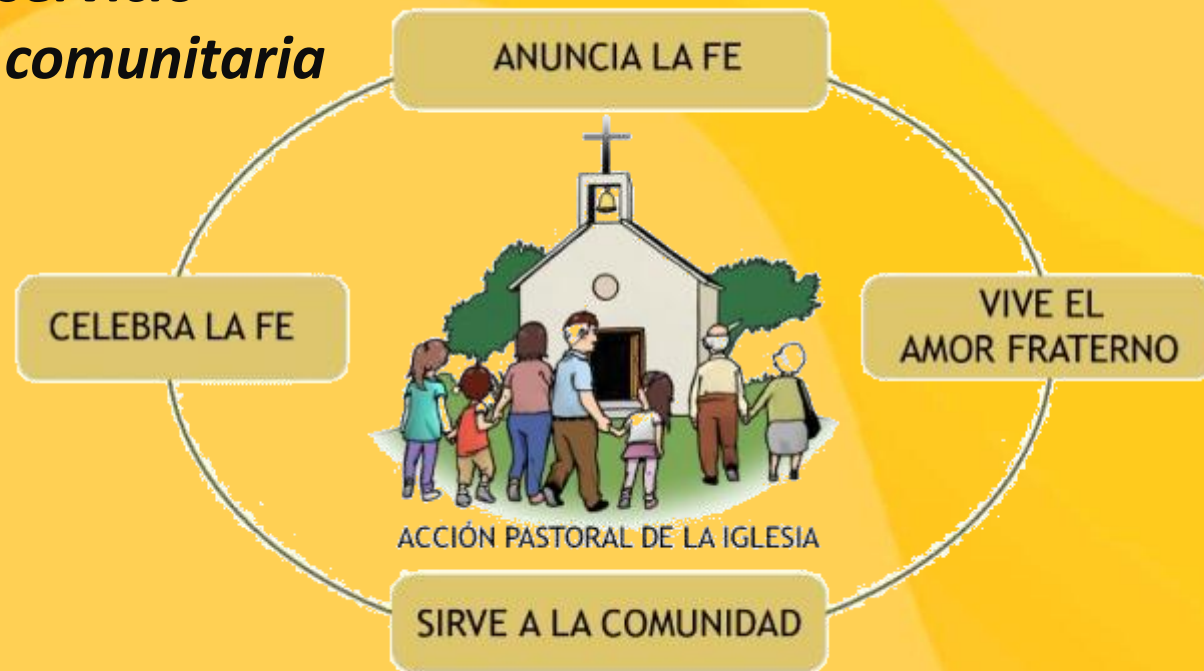 comunitaria
ANUNCIA LA FE
CELEBRA LA FE
VIVE EL
AMOR FRATERNO
ACCIÓN PASTORAL DE LA IGLESIA
SIRVE A LA COMUNIDAD